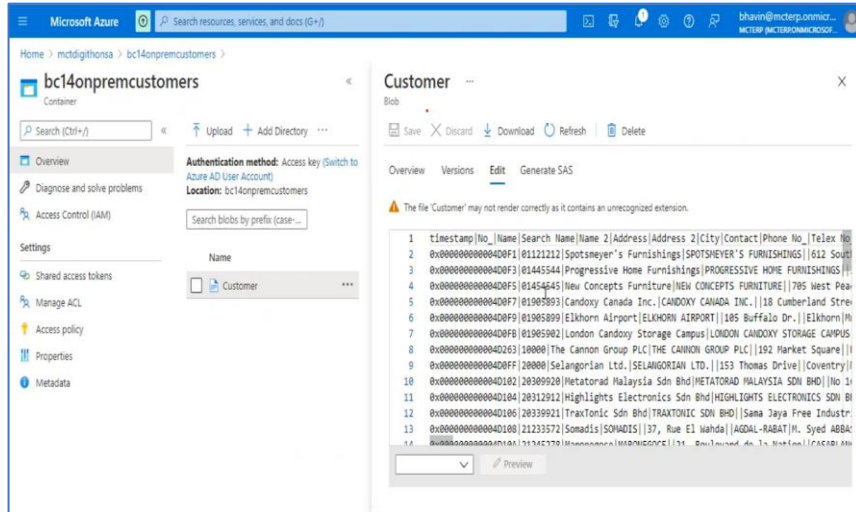 Microsoft Azure
Search resources, services, and docs (G+/)
bhavin@mcterp.onmicr...
MCTERP (MCTERP.ONMICROSOF...
Home > mctdigithonsa > bc14onpremcustomers >
bc14onpremcustomers
Container
Search (Ctrl+/)
Overview
Diagnose and solve problems
Access Control (IAM)
Settings
Shared access tokens
Manage ACL
Access policy
Properties
Metadata
Upload
Add Directory
Authentication method: Access key (Switch to
Azure AD User Account)
Location: bc14onpremcustomers
Search blobs by prefix (case-...
Name
Customer
Customer
Blob
Save Discard Download Refresh Delete
Overview Versions Edit Generate SAS
The file 'Customer' may not render correctly as it contains an unrecognized extension.
1 timestamp|No_|Name|Search Name|Name 2|Address|Address 2|City|Contact|Phone No_|Telex No
2 0x000000000004D0F1|01121212|Spotsmeyer's Furnishings|SPOTSMEYER'S FURNISHINGS||612 Sout
3 0x000000000004D0F3|01445544|Progressive Home Furnishings|PROGRESSIVE HOME FURNISHINGS|
4 0x000000000004D0F5|01454545|New Concepts Furniture|NEW CONCEPTS FURNITURE||705 West Pea
5 0x000000000004D0F7|01905893|Candoxy Canada Inc.|CANDOXY CANADA INC.||18 Cumberland Stre
6 0x000000000004D0F9|01905899|Elkhorn Airport|ELKHORN AIRPORT||105 Buffalo Dr.||Elkhorn|M
7 0x000000000004D0FB|01905902|London Candoxy Storage Campus|LONDON CANDOXY STORAGE CAMPUS
8 0x000000000004D263|10000|The Cannon Group PLC|THE CANNON GROUP PLC||192 Market Square||
9 0x000000000004D0FF|20000|Selangorian Ltd.|SELANGORIAN LTD.||153 Thomas Drive||Coventry|
10 0x000000000004D102|20309920|Metatorad Malaysia Sdn Bhd|METATORAD MALAYSIA SDN BHD||No 1
11 0x000000000004D104|20312912|Highlights Electronics Sdn Bhd|HIGHLIGHTS ELECTRONICS SDN B
12 0x000000000004D106|20339921|TraxTonic Sdn Bhd|TRAXTONIC SDN BHD||Sama Jaya Free Industr
13 0x000000000004D108|21233572|Somadis|SOMADIS||37, Rue El Wahda||AGDAL-RABAT|M. Syed ABBA
14
Preview